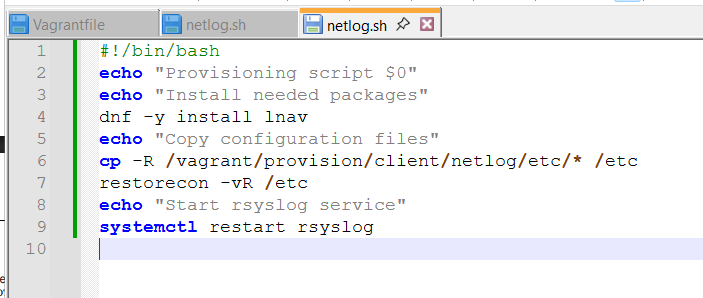 Vagrantfile netlog.sh netlog.sh
1 #!/bin/bash
2 echo "Provisioning script $0"
3 echo "Install needed packages"
4 dnf -y install lnav
5 echo "Copy configuration files"
6 cp -R /vagrant/provision/client/netlog/etc/* /etc
7 restorecon -vR /etc
8 echo "Start rsyslog service"
9 systemctl restart rsyslog
10